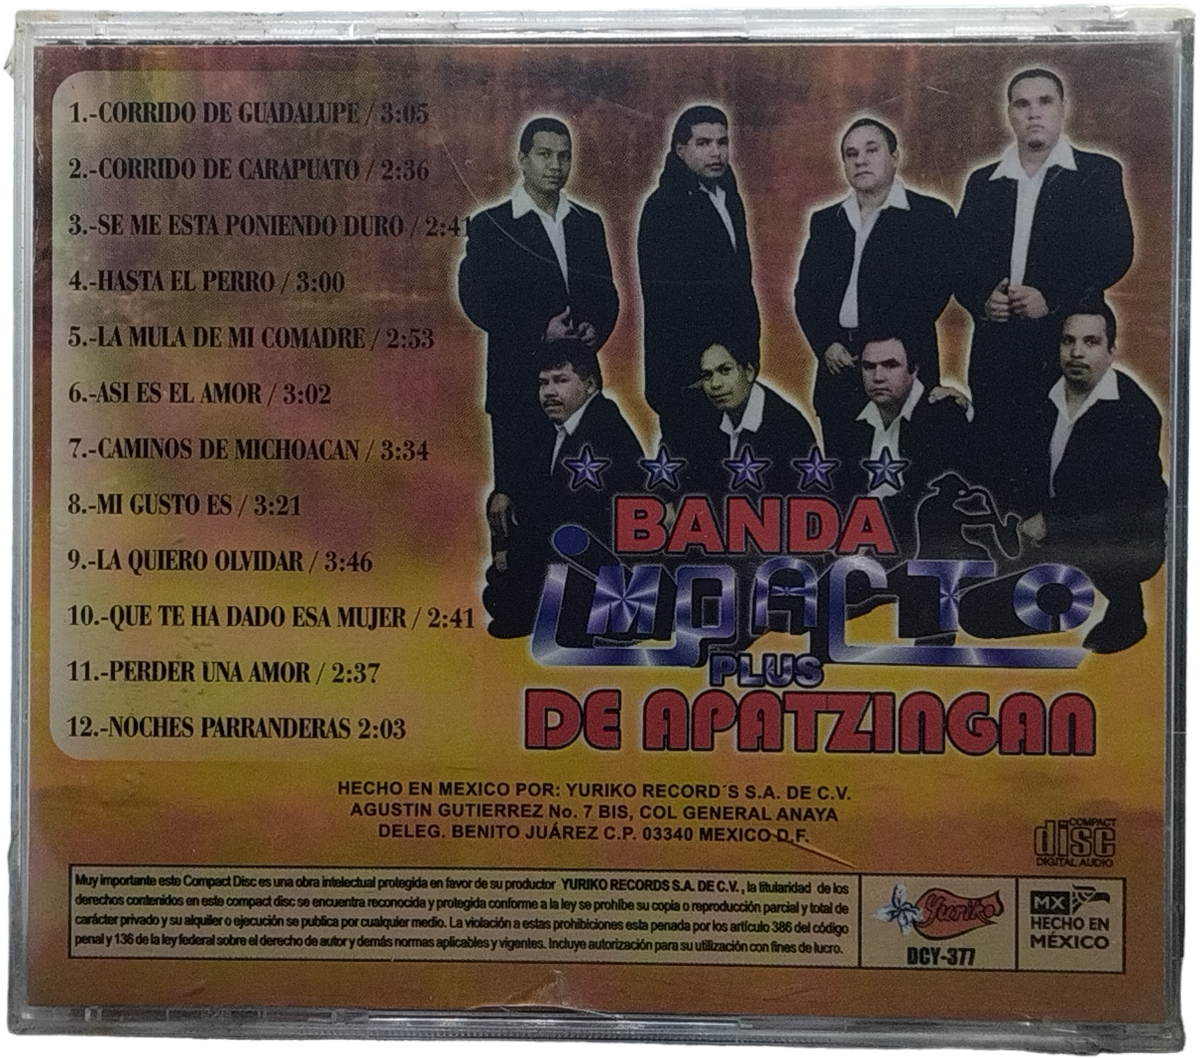 1.-CORRIDO DE GUADALUPE / 3:05
2.-CORRIDO DE CARAPUATO / 2:36
3.-SE ME ESTA PONIENDO DURO / 2:41
4.-HASTA EL PERRO / 3:00
5.-LA MULA DE MI COMADRE / 2:53
6.-ASI ES EL AMOR / 3:02
7.-CAMINOS DE MICHOACAN / 3:34
8.-MI GUSTO ES / 3:21
9.-LA QUIERO OLVIDAR / 3:46
10.-QUE TE HA DADO ESA MUJER / 2:41
11.-PERDER UNA AMOR / 2:37
12.-NOCHES PARRANDERAS 2:03
BANDA
iMPACTO
PLUS
DE APATZINGAN
HECHO EN MEXICO POR: YURIKO RECORD´S S.A. DE C.V.
AGUSTIN GUTIERREZ No. 7 BIS, COL GENERAL ANAYA
DELEG. BENITO JUÁREZ C.P. 03340 MEXICO D.F.
COMPACT
disc
DIGITAL AUDIO
Muy importante este Compact Disc es una obra intelectual protegida en favor de su productor YURIKO RECORDS S.A. DE C.V., la titularidad de los
derechos contenidos en este compact disc se encuentra reconocida y protegida conforme a la ley se prohíbe su copia o reproducción parcial y total de
carácter privado y su alquiler o ejecución se publica por cualquier medio. La violación a estas prohibiciones esta penada por los artículo 386 del código
penal y 136 de la ley federal sobre el derecho de autor y demás normas aplicables y vigentes. Incluye autorización para su utilización con fines de lucro.
Yuriko
DCY-377
MX
HECHO EN
MÉXICO